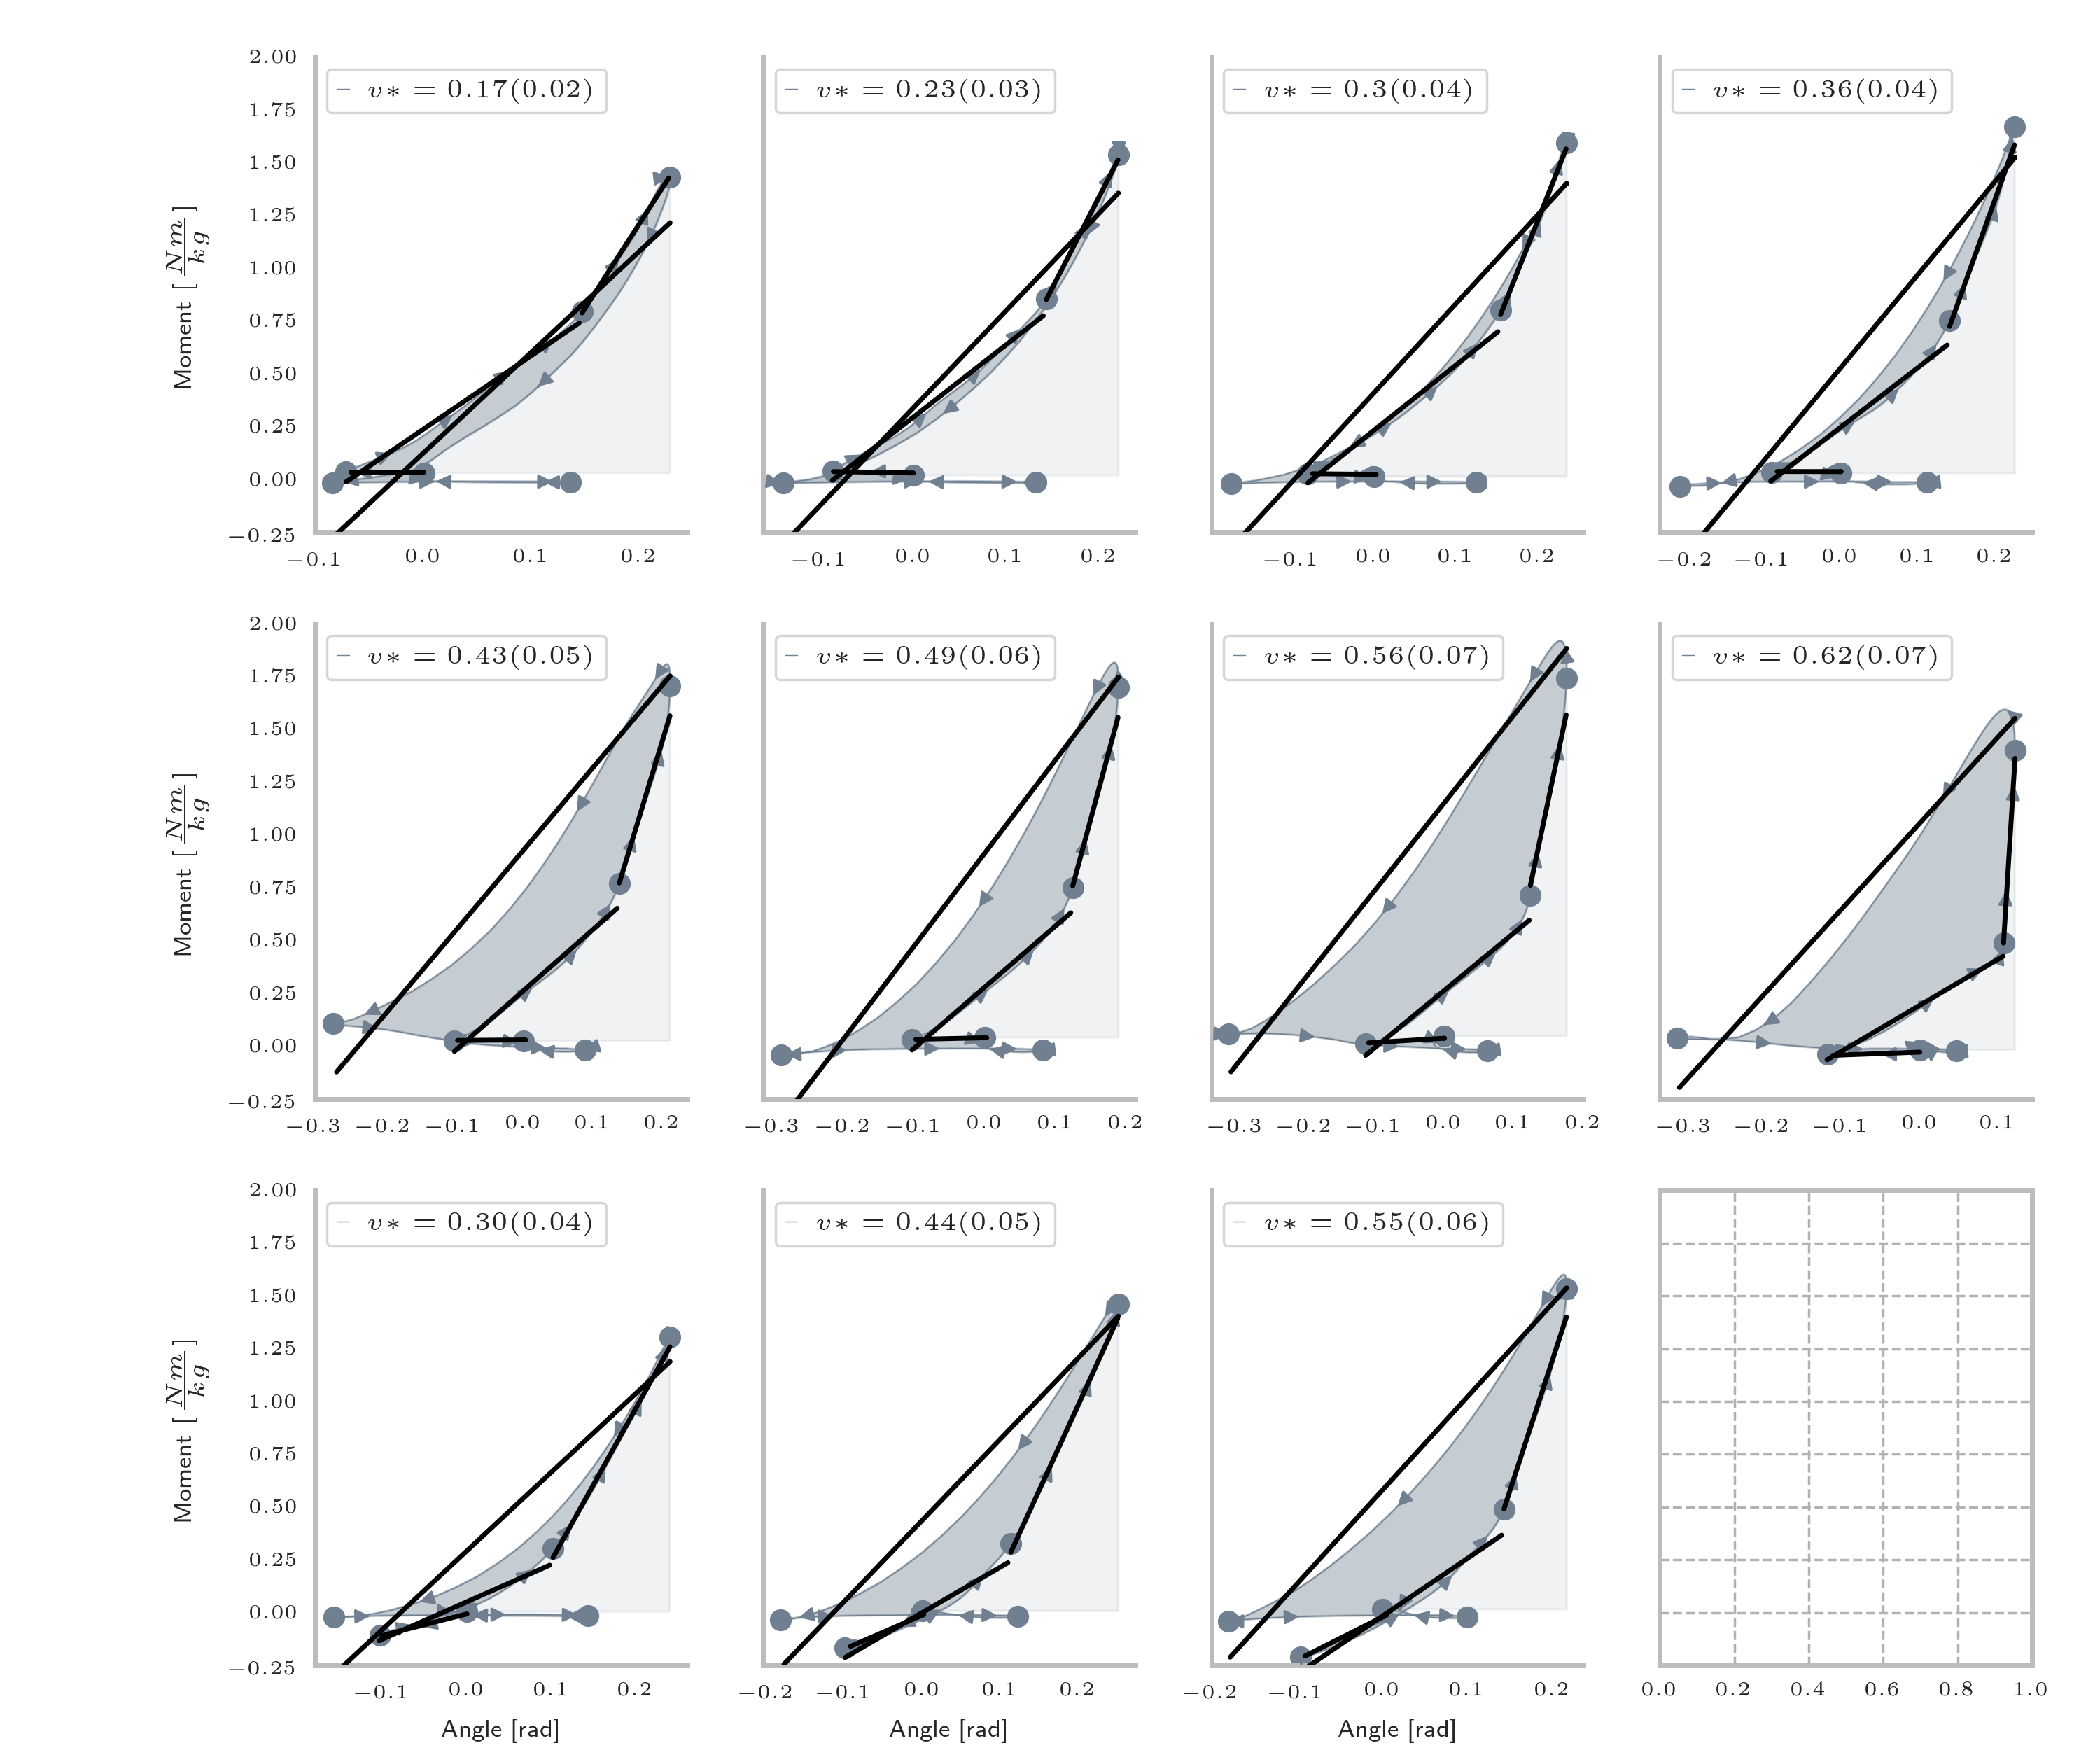 2.00
1.75
1.50
1.25
1.00
0.75
0.50
0.25
0.00
−0.25
Moment [ Nm/kg ]
v∗ = 0.17(0.02)
−0.1 0.0 0.1 0.2
v∗ = 0.23(0.03)
−0.1 0.0 0.1 0.2
v∗ = 0.3(0.04)
−0.1 0.0 0.1 0.2
v∗ = 0.36(0.04)
−0.2 −0.1 0.0 0.1 0.2
2.00
1.75
1.50
1.25
1.00
0.75
0.50
0.25
0.00
−0.25
Moment [ Nm/kg ]
v∗ = 0.43(0.05)
−0.3 −0.2 −0.1 0.0 0.1 0.2
v∗ = 0.49(0.06)
−0.3 −0.2 −0.1 0.0 0.1 0.2
v∗ = 0.56(0.07)
−0.3 −0.2 −0.1 0.0 0.1 0.2
v∗ = 0.62(0.07)
−0.3 −0.2 −0.1 0.0 0.1
2.00
1.75
1.50
1.25
1.00
0.75
0.50
0.25
0.00
−0.25
Moment [ Nm/kg ]
v∗ = 0.30(0.04)
−0.1 0.0 0.1 0.2
Angle [rad]
v∗ = 0.44(0.05)
−0.2 −0.1 0.0 0.1 0.2
Angle [rad]
v∗ = 0.55(0.06)
−0.2 −0.1 0.0 0.1 0.2
Angle [rad]
0.0 0.2 0.4 0.6 0.8 1.0